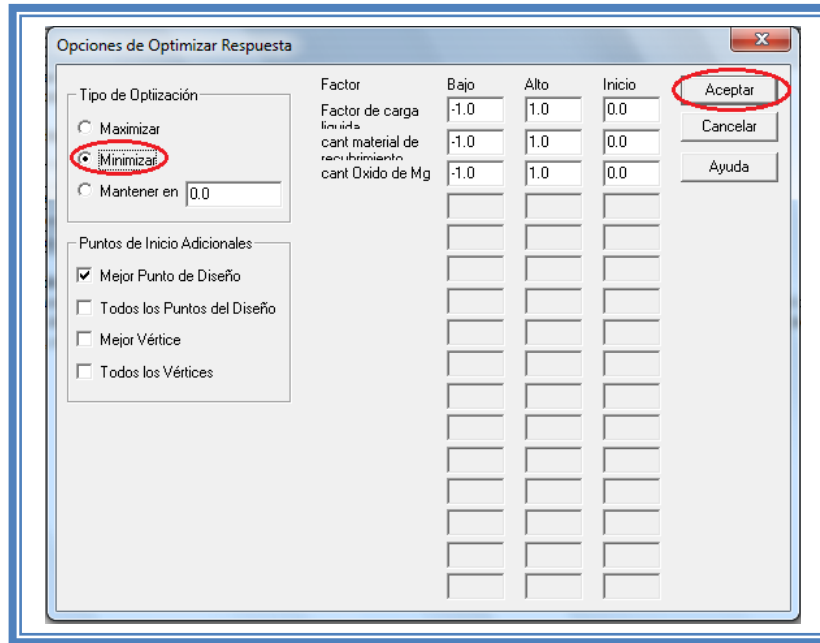 Opciones de Optimizar Respuesta
Tipo de Optiización
Maximizar
Minimizar
Mantener en 0.0
Puntos de Inicio Adicionales
Mejor Punto de Diseño
Todos los Puntos del Diseño
Mejor Vértice
Todos los Vértices
Factor Bajo Alto Inicio
Factor de carga liquida -1.0 1.0 0.0
cant material de recubrimiento -1.0 1.0 0.0
cant Oxido de Mg -1.0 1.0 0.0
Aceptar
Cancelar
Ayuda